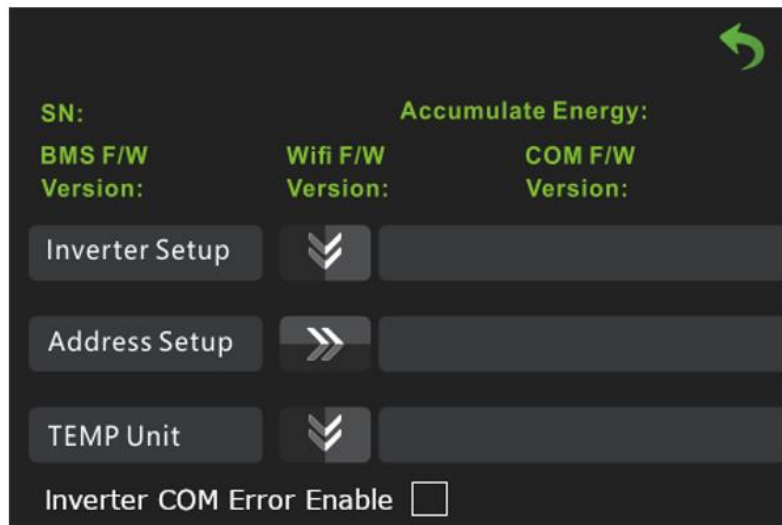 SN: Accumulate Energy:
BMS F/W Wifi F/W COM F/W
Version: Version: Version:
Inverter Setup
Address Setup
TEMP Unit
Inverter COM Error Enable